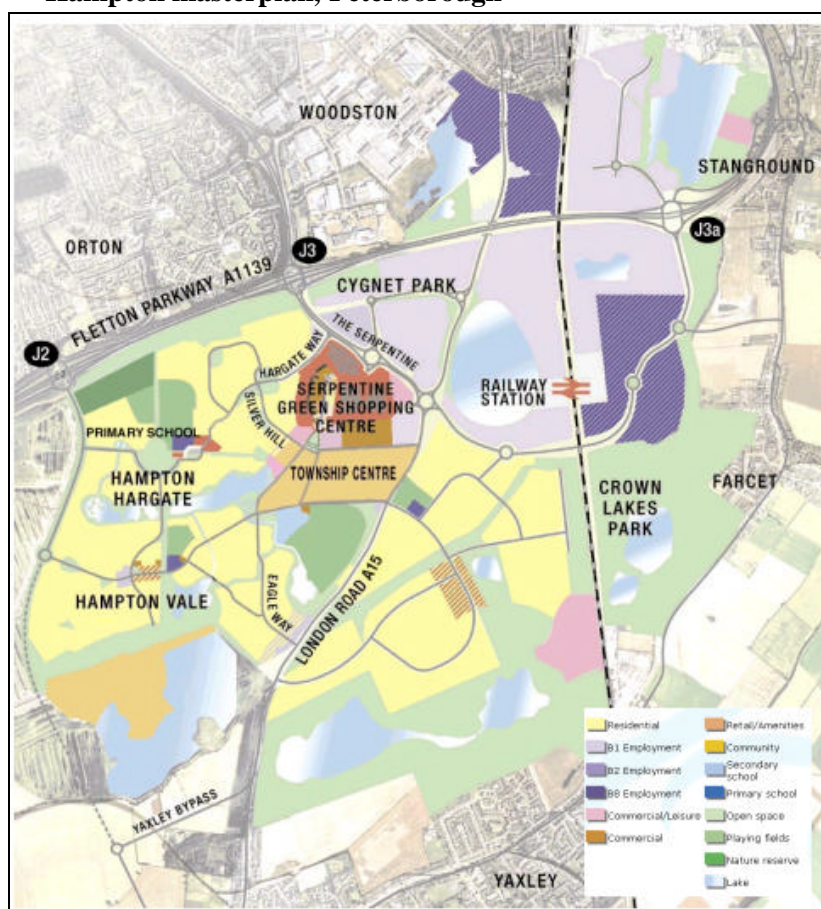 Hampton masterplan, Peterborough
WOODSTON
STANGROUND
J3a
ORTON
J3
FLETTON PARKWAY A1139
CYGNET PARK
J2
THE SERPENTINE
HARGATE WAY
SERPENTINE
GREEN SHOPPING
CENTRE
RAILWAY
STATION
SILVER HILL
PRIMARY SCHOOL
TOWNSHIP CENTRE
HAMPTON
HARGATE
CROWN
LAKES
PARK
FARCET
EAGLE WAY
HAMPTON VALE
LONDON ROAD A15
YAXLEY BYPASS
YAXLEY
Residential
B1 Employment
B2 Employment
B8 Employment
Commercial/Leisure
Commercial
Retail/Amenities
Community
Secondary
school
Primary school
Open space
Playing fields
Nature reserve
Lake